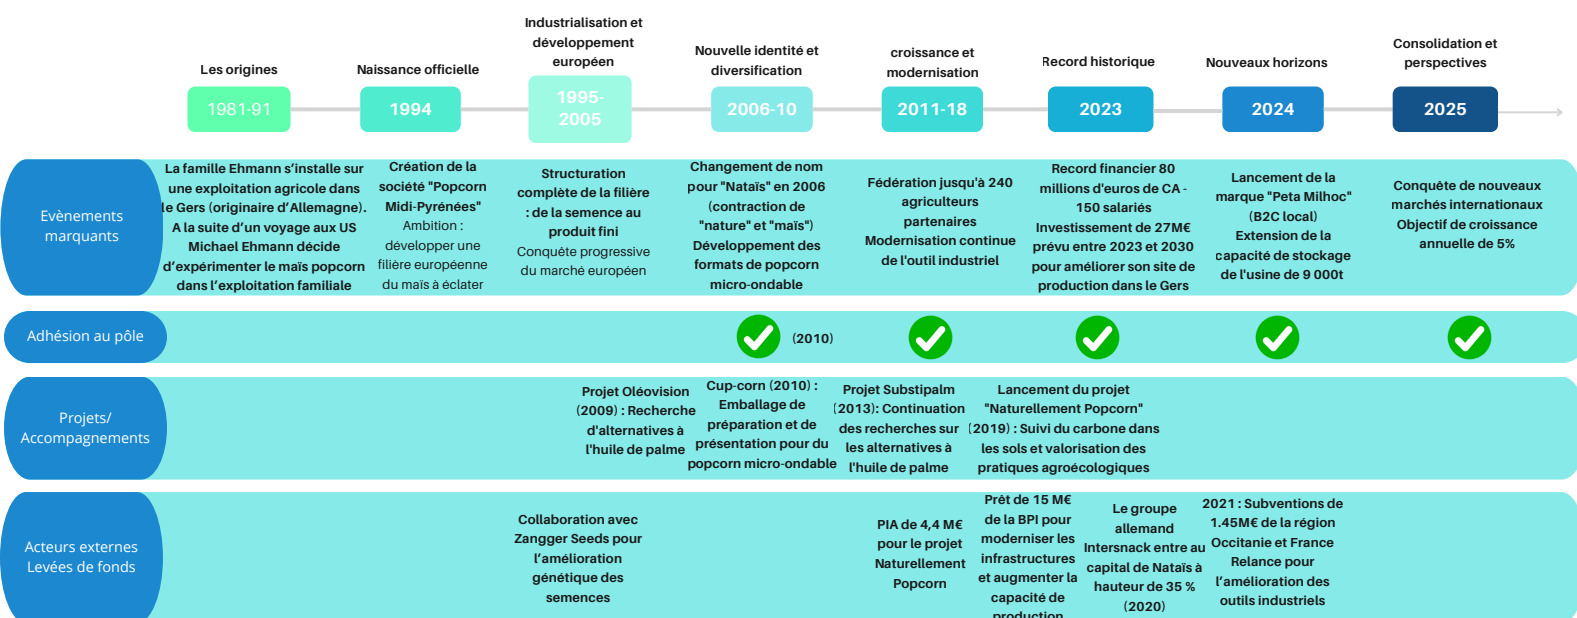 Les origines
1981-91
Naissance officielle
1994
Industrialisation et
développement
européen
1995-
2005
Nouvelle identité et
diversification
2006-10
croissance et
modernisation
2011-18
Record historique
2023
Nouveaux horizons
2024
Consolidation et
perspectives
2025
Evènements
marquants
La famille Ehmann s'installe sur
une exploitation agricole dans
le Gers (originaire d'Allemagne).
A la suite d'un voyage aux US
Michael Ehmann décide
d'expérimenter le maïs popcorn
dans l'exploitation familiale
Création de la
société "Popcorn
Midi-Pyrénées"
Ambition :
développer une
filière européenne
du maïs à éclater
Structuration
complète de la filière
: de la semence au
produit fini
Conquête progressive
du marché européen
Changement de nom
pour "Nataïs" en 2006
(contraction de
"nature" et "maïs")
Développement des
formats de popcorn
micro-ondable
Fédération jusqu'à 240
agriculteurs
partenaires
Modernisation continue
de l'outil industriel
Record financier 80
millions d'euros de CA -
150 salariés
Investissement de 27M€
prévu entre 2023 et 2030
pour améliorer son site de
production dans le Gers
Lancement de la
marque "Peta Milhoc"
(B2C local)
Extension de la
capacité de stockage
de l'usine de 9 000t
Conquête de nouveaux
marchés internationaux
Objectif de croissance
annuelle de 5%
Adhésion au pôle
(2010)
Projets/
Accompagnements
Projet Oléovision
(2009) : Recherche
d'alternatives à
l'huile de palme
Cup-corn (2010) :
Emballage de
préparation et de
présentation pour du
popcorn micro-ondable
Projet Substipalm
(2013): Continuation
des recherches sur
les alternatives à
l'huile de palme
Lancement du projet
"Naturellement Popcorn"
(2019) : Suivi du carbone dans
les sols et valorisation des
pratiques agroécologiques
Acteurs externes
Levées de fonds
Collaboration avec
Zangger Seeds pour
l'amélioration
génétique des
semences
PIA de 4,4 M€
pour le projet
Naturellement
Popcorn
Prêt de 15 M€
de la BPI pour
moderniser les
infrastructures
et augmenter la
capacité de
production
Le groupe
allemand
Intersnack entre au
capital de Nataïs à
hauteur de 35 %
(2020)
2021 : Subventions de
1.45M€ de la région
Occitanie et France
Relance pour
l'amélioration des
outils industriels